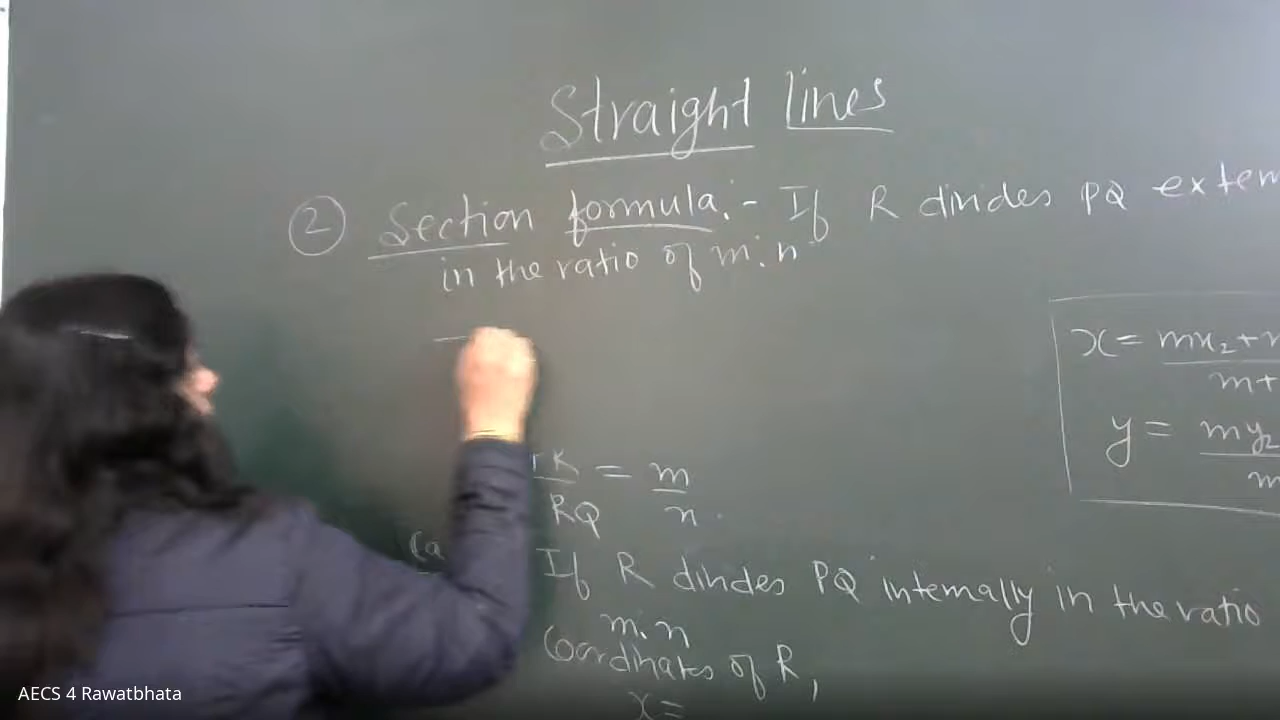 Straight Lines
② Section formula:- If R divides PQ extern
in the ratio of m:n
x = mx₂+
m+
y = my₂
m
= m
RQ n
(a
If R divides PQ internally in the ratio
m:n
Coordinates of R,
x=
AECS 4 Rawatbhata